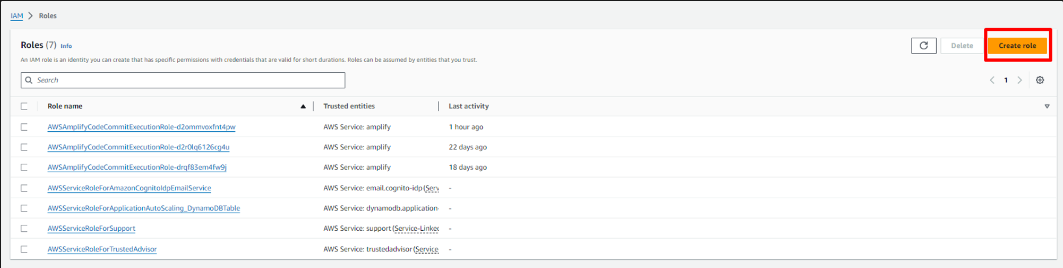 IAM > Roles
Roles (7) Info
Delete
Create role
An IAM role is an identity you can create that has specific permissions with credentials that are valid for short durations. Roles can be assumed by entities that you trust.
Search
1
Role name Trusted entities Last activity
AWSAmplifyCodeCommitExecutionRole-d2ommvoxfnt4pw AWS Service: amplify 1 hour ago
AWSAmplifyCodeCommitExecutionRole-d2r0lq6126cg4u AWS Service: amplify 22 days ago
AWSAmplifyCodeCommitExecutionRole-drgf83em4fw9j AWS Service: amplify 18 days ago
AWSServiceRoleForAmazonCognitoIdpEmailService AWS Service: email.cognito-idp (Serv -
AWSServiceRoleForApplicationAutoScaling_DynamoDBTable AWS Service: dynamodb.application- -
AWSServiceRoleForSupport AWS Service: support (Service-Linked -
AWSServiceRoleForTrustedAdvisor AWS Service: trustedadvisor (Service -